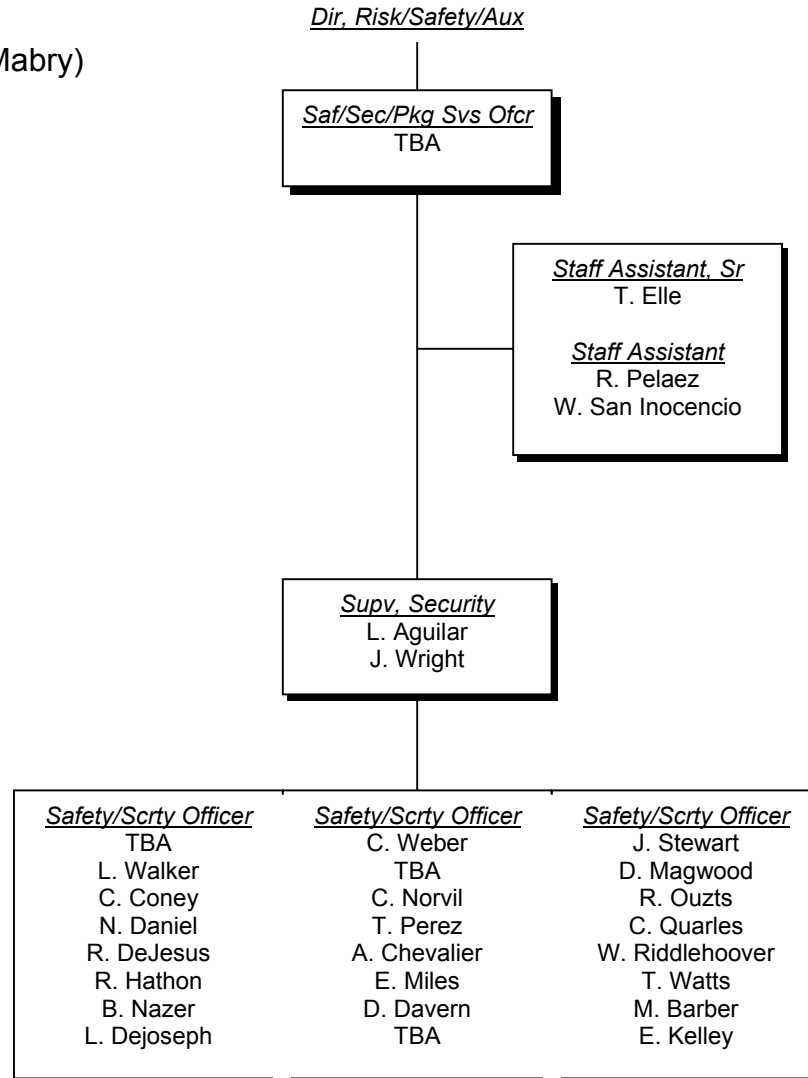 Dir, Risk/Safety/Aux
Mabry)
Saf/Sec/Pkg Svs Ofcr
TBA
Staff Assistant, Sr
T. Elle
Staff Assistant
R. Pelaez
W. San Inocencio
Supv, Security
L. Aguilar
J. Wright
Safety/Scrty Officer
TBA
L. Walker
C. Coney
N. Daniel
R. DeJesus
R. Hathon
B. Nazer
L. Dejoseph
Safety/Scrty Officer
C. Weber
TBA
C. Norvil
T. Perez
A. Chevalier
E. Miles
D. Davern
TBA
Safety/Scrty Officer
J. Stewart
D. Magwood
R. Ouzts
C. Quarles
W. Riddlehoover
T. Watts
M. Barber
E. Kelley